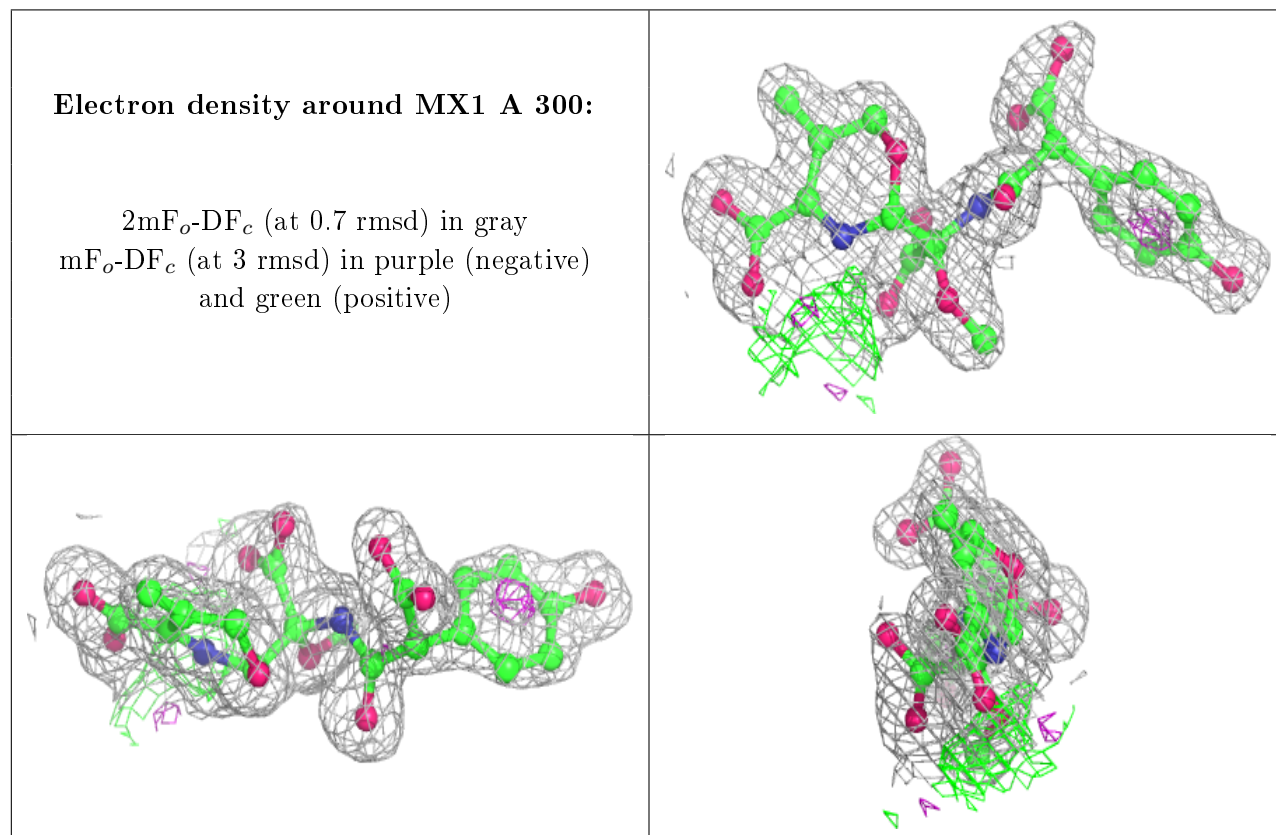 Electron density around MX1 A 300:
2mFₒ-DF𝒸 (at 0.7 rmsd) in gray
mFₒ-DF𝒸 (at 3 rmsd) in purple (negative)
and green (positive)